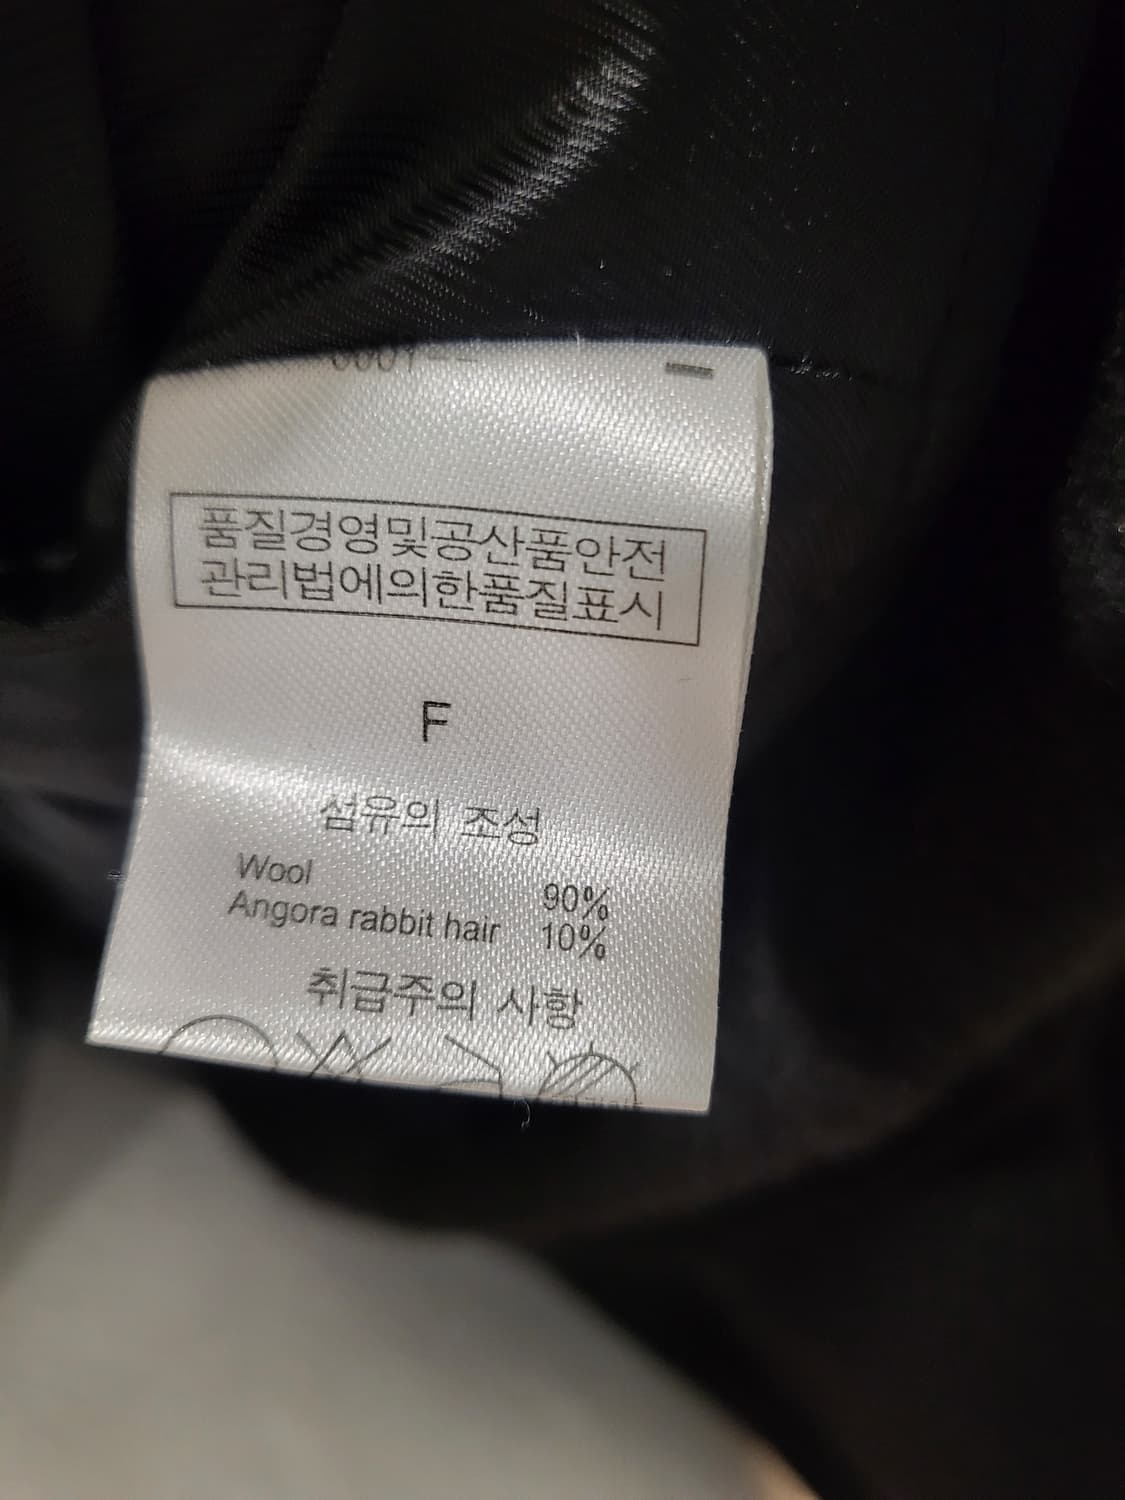 품질경영및공산품안전
관리법에의한품질표시
F
섬유의 조성
Wool 90%
Angora rabbit hair 10%
취급주의 사항